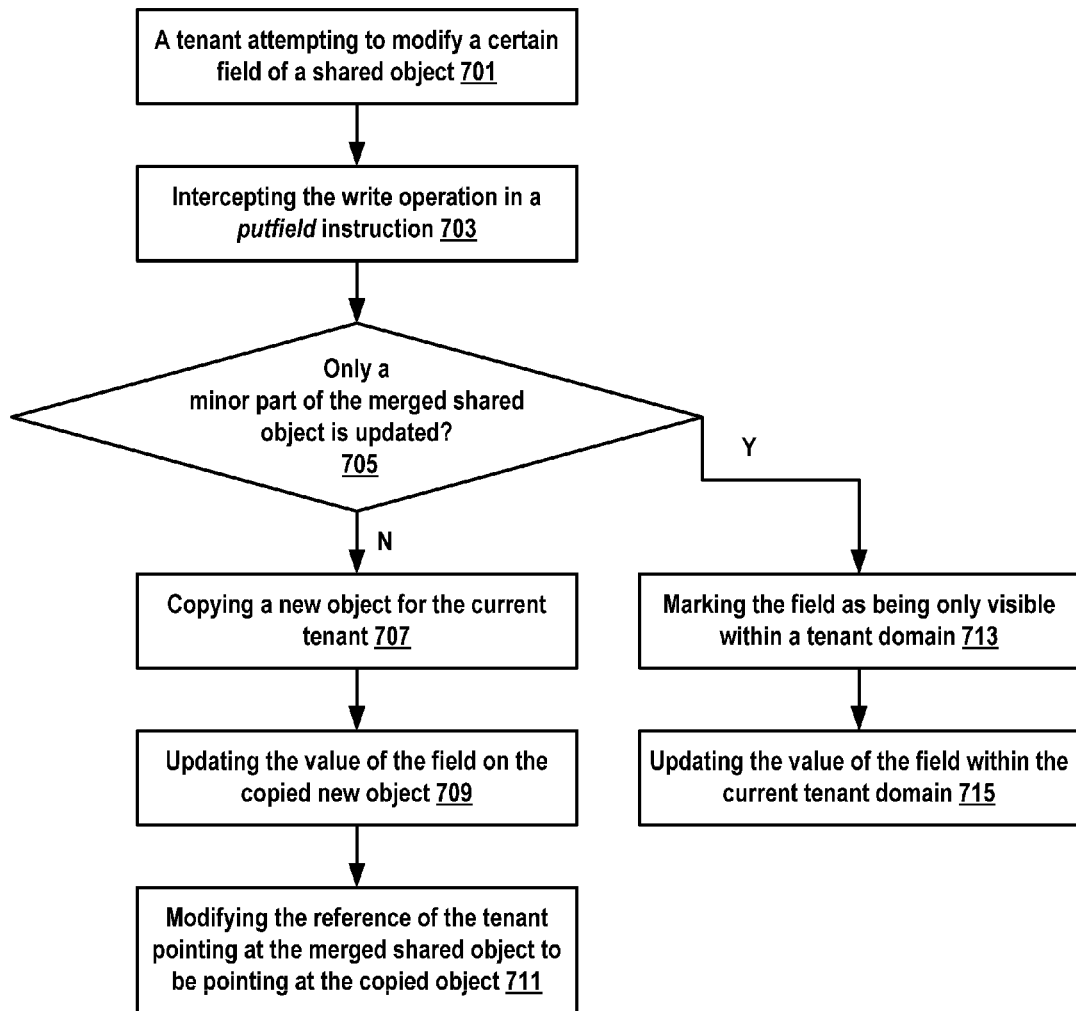 A tenant attempting to modify a certain
field of a shared object 701
Intercepting the write operation in a
putfield instruction 703
Only a
minor part of the merged shared
object is updated?
705
Y
N
Copying a new object for the current
tenant 707
Marking the field as being only visible
within a tenant domain 713
Updating the value of the field on the
copied new object 709
Updating the value of the field within the
current tenant domain 715
Modifying the reference of the tenant
pointing at the merged shared object to
be pointing at the copied object 711